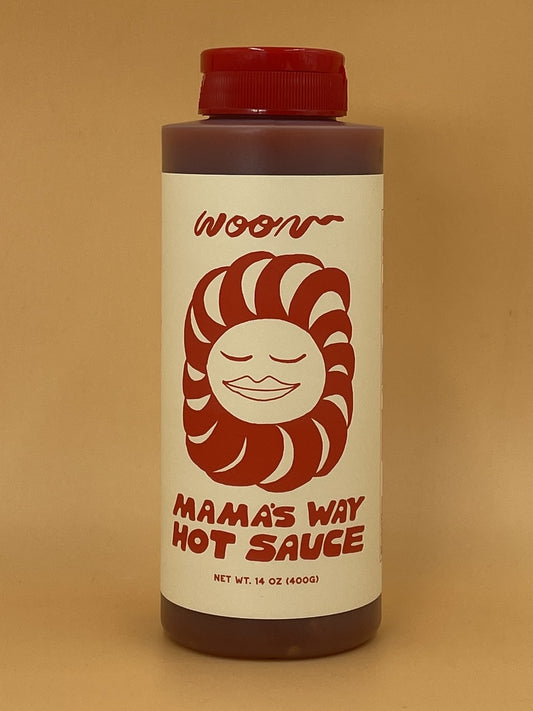 woon
MAMA'S WAY
HOT SAUCE
NET WT. 14 OZ (400G)